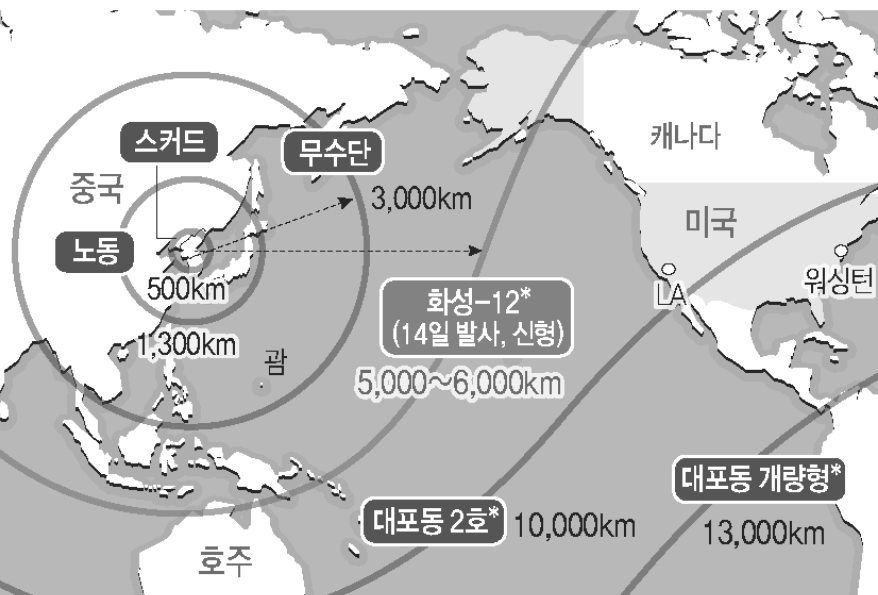 스커드
무수단
캐나다
중국
3,000km
미국
노동
500km
LA
워싱턴
화성-12*
(14일 발사, 신형)
1,300km
괌
5,000~6,000km
대포동 개량형*
대포동 2호*
10,000km
13,000km
호주